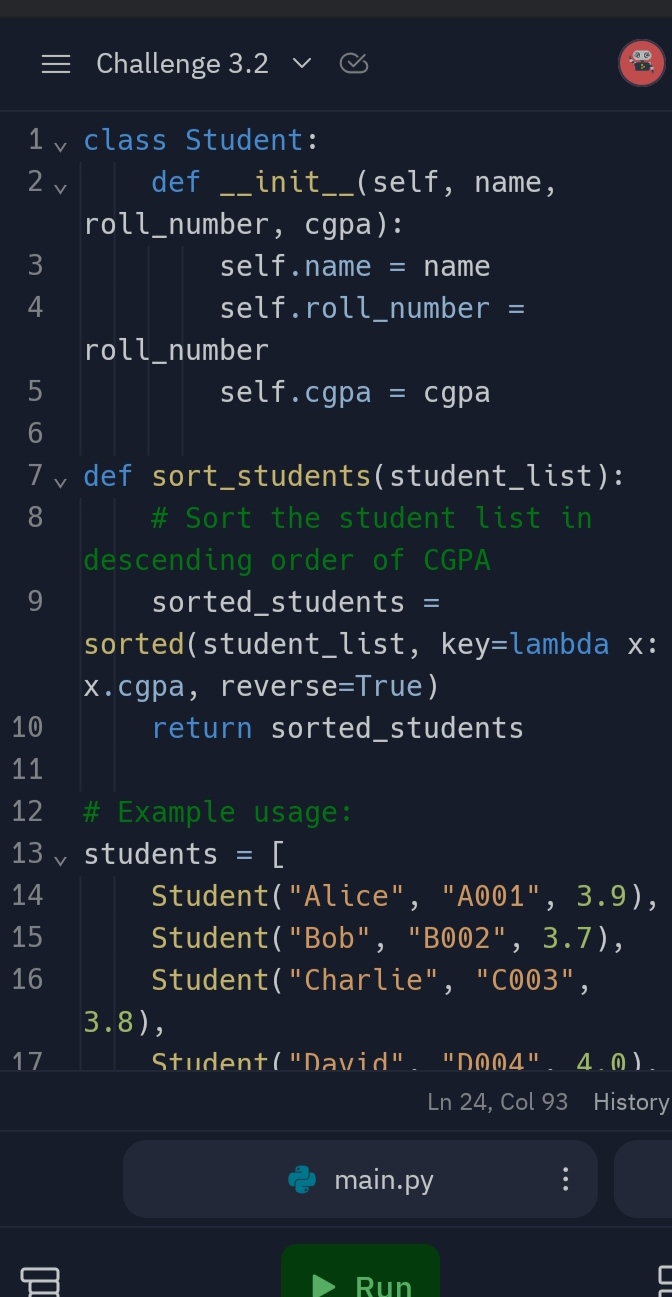 Challenge 3.2
1 class Student:
2     def __init__(self, name,
roll_number, cgpa):
3         self.name = name
4         self.roll_number =
roll_number
5         self.cgpa = cgpa
6
7 def sort_students(student_list):
8     # Sort the student list in
descending order of CGPA
9     sorted_students =
sorted(student_list, key=lambda x:
x.cgpa, reverse=True)
10     return sorted_students
11
12 # Example usage:
13 students = [
14     Student("Alice", "A001", 3.9),
15     Student("Bob", "B002", 3.7),
16     Student("Charlie", "C003",
3.8),
17     Student("David", "D004", 4.0),
Ln 24, Col 93 History
main.py
Run